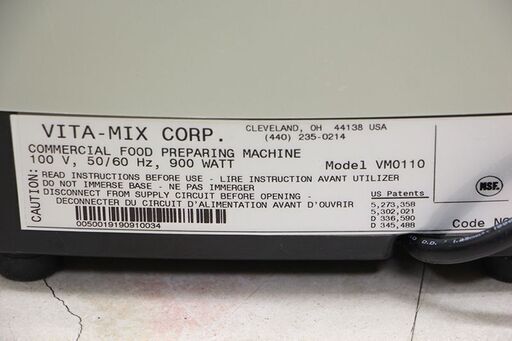 VITA-MIX CORP.
CLEVELAND, OH 44138 USA
(440) 235-0214
COMMERCIAL FOOD PREPARING MACHINE
100 V, 50/60 Hz, 900 WATT
Model VM0110
CAUTION:
READ INSTRUCTIONS BEFORE USE - LIRE INSTRUCTION AVANT UTILIZER
DO NOT IMMERSE BASE - NE PAS IMMERGER
DISCONNECT FROM SUPPLY CIRCUIT BEFORE OPENING -
DECONNECTER DU CIRCUIT D'ALIMENTATION AVANT D'OUVRIR
US Patents
5,273,358
5,302,021
D 336,590
D 345,488
0050019190910034
NSF.
Code